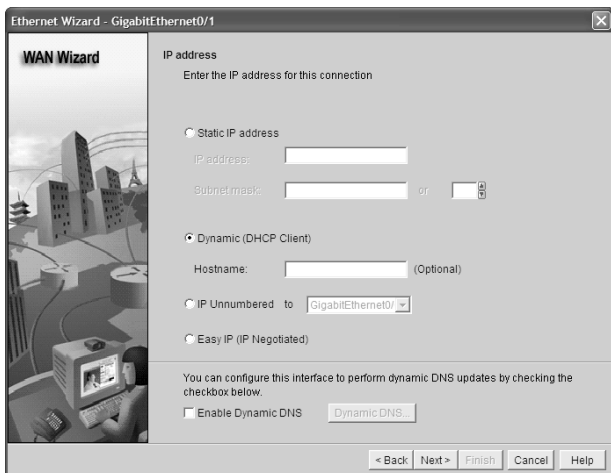 Ethernet Wizard - GigabitEthernet0/1
WAN Wizard
IP address
Enter the IP address for this connection
Static IP address
IP address:
Subnet mask: or
Dynamic (DHCP Client)
Hostname: (Optional)
IP Unnumbered to GigabitEthernet0/
Easy IP (IP Negotiated)
You can configure this interface to perform dynamic DNS updates by checking the
checkbox below.
Enable Dynamic DNS Dynamic DNS...
< Back Next > Finish Cancel Help